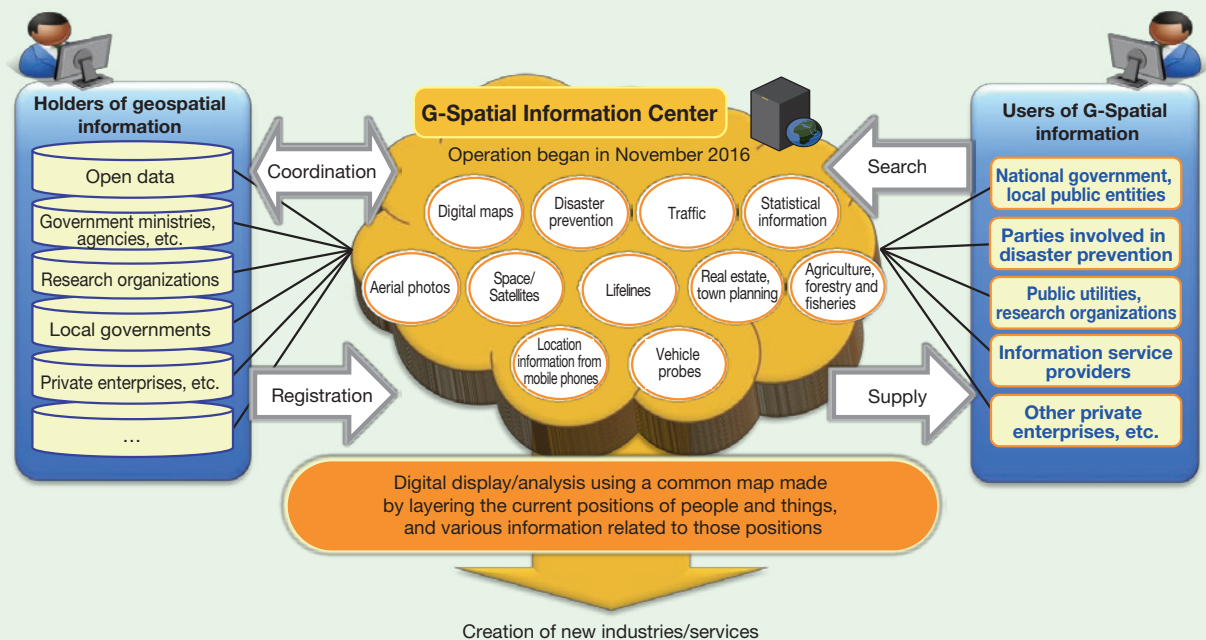 Holders of geospatial
information
Open data
Government ministries,
agencies, etc.
Research organizations
Local governments
Private enterprises, etc.
…
Coordination
Registration
G-Spatial Information Center
Operation began in November 2016
Digital maps
Disaster
prevention
Traffic
Statistical
information
Aerial photos
Space/
Satellites
Lifelines
Real estate,
town planning
Agriculture,
forestry and
fisheries
Location
information from
mobile phones
Vehicle
probes
Search
Supply
Users of G-Spatial
information
National government,
local public entities
Parties involved in
disaster prevention
Public utilities,
research organizations
Information service
providers
Other private
enterprises, etc.
Digital display/analysis using a common map made
by layering the current positions of people and things,
and various information related to those positions
Creation of new industries/services